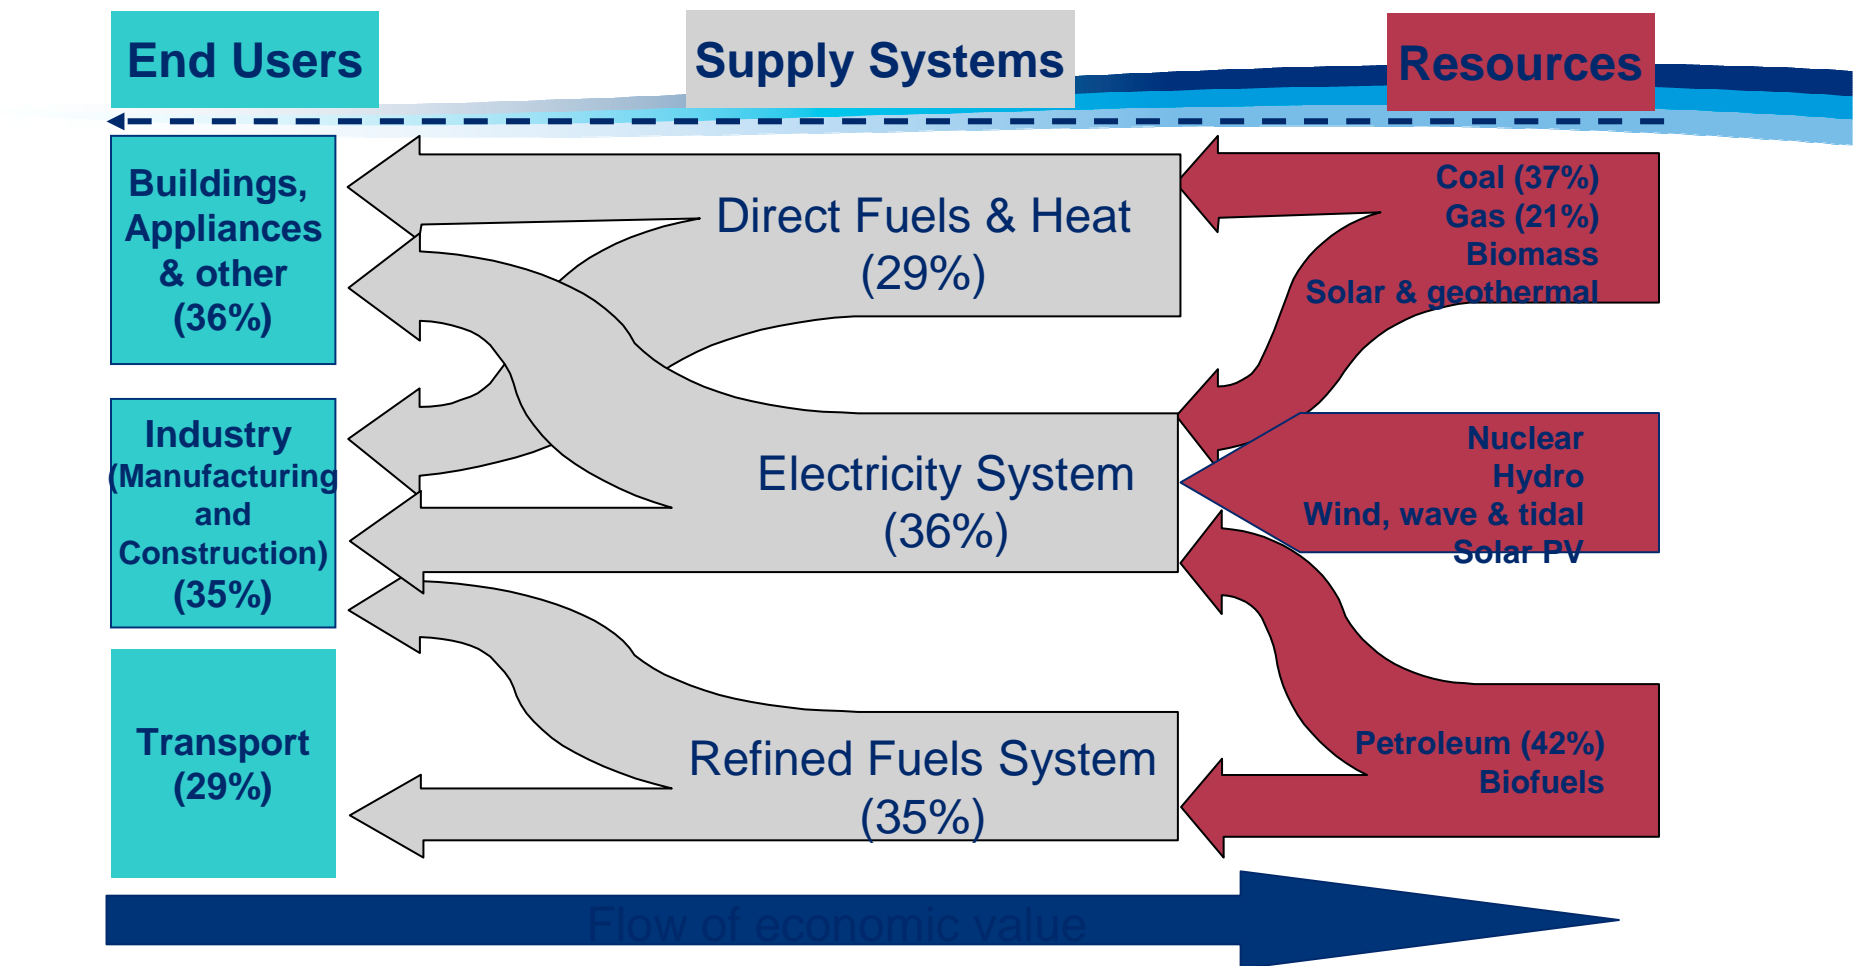 End Users
Supply Systems
Resources
Buildings,
Appliances
& other
(36%)
Direct Fuels & Heat
(29%)
Coal (37%)
Gas (21%)
Biomass
Solar & geothermal
Industry
(Manufacturing
and
Construction)
(35%)
Electricity System
(36%)
Nuclear
Hydro
Wind, wave & tidal
Solar PV
Transport
(29%)
Refined Fuels System
(35%)
Petroleum (42%)
Biofuels
Flow of economic value